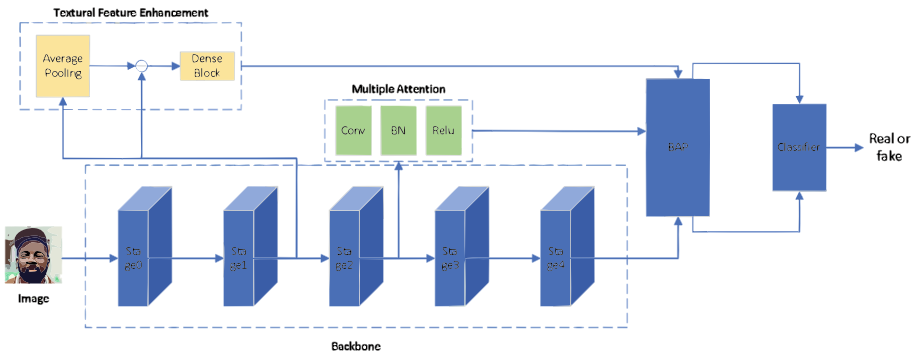 Textural Feature Enhancement
Average
Pooling
Dense
Block
Multiple Attention
Conv
BN
Relu
BAP
Classifier
Real or
fake
Sta
ge0
Sta
ge1
Sta
ge2
Sta
ge3
Sta
ge4
Image
Backbone